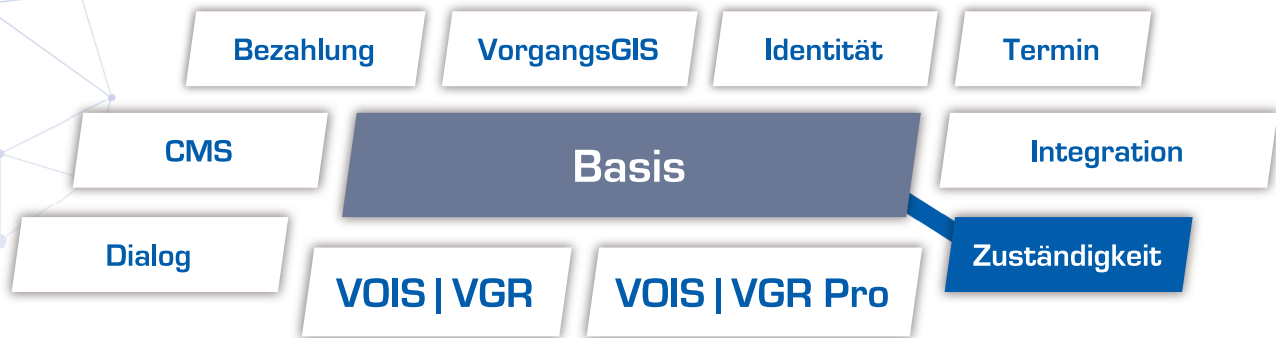 Bezahlung
VorgangsGIS
Identität
Termin
CMS
Basis
Integration
Dialog
Zuständigkeit
VOIS | VGR
VOIS | VGR Pro